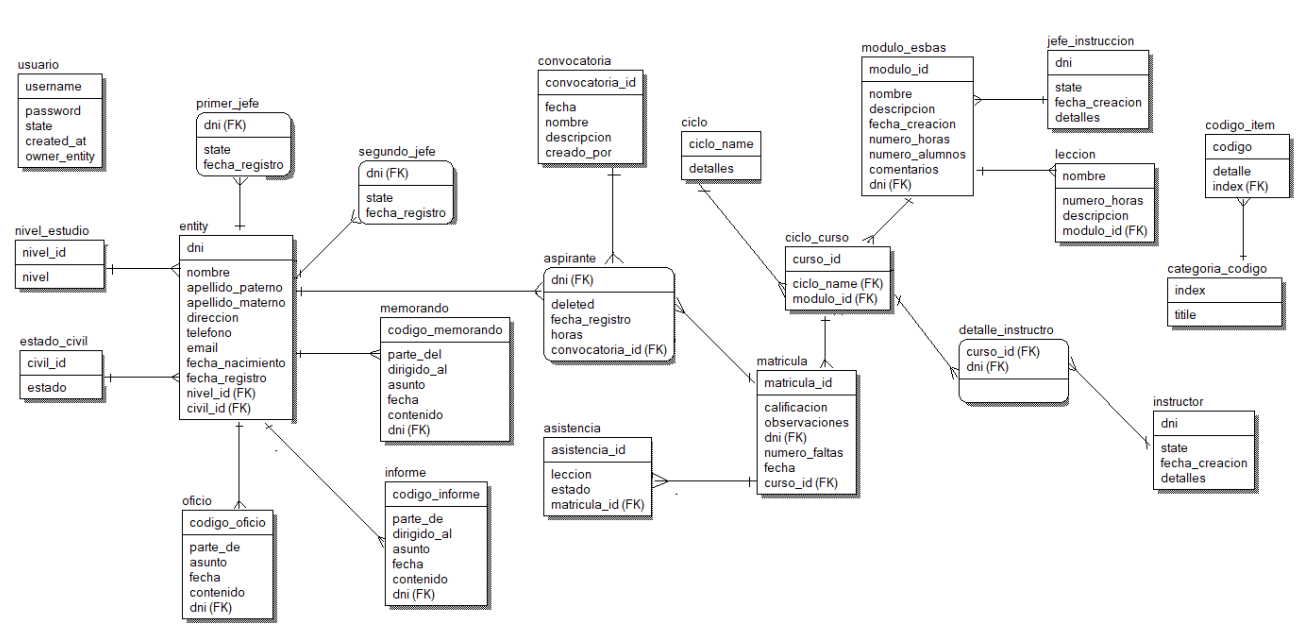 usuario
username
password
state
created_at
owner_entity
primer_jefe
dni (FK)
state
fecha_registro
segundo_jefe
dni (FK)
state
fecha_registro
nivel_estudio
nivel_id
nivel
estado_civil
civil_id
estado
entity
dni
nombre
apellido_paterno
apellido_materno
direccion
telefono
email
fecha_nacimiento
fecha_registro
nivel_id (FK)
civil_id (FK)
memorando
codigo_memorando
parte_del
dirigido_al
asunto
fecha
contenido
dni (FK)
oficio
codigo_oficio
parte_de
asunto
fecha
contenido
dni (FK)
informe
codigo_informe
parte_de
dirigido_al
asunto
fecha
contenido
dni (FK)
convocatoria
convocatoria_id
fecha
nombre
descripcion
creado_por
aspirante
dni (FK)
deleted
fecha_registro
horas
convocatoria_id (FK)
asistencia
asistencia_id
leccion
estado
matricula_id (FK)
ciclo
ciclo_name
detalles
matricula
matricula_id
calificacion
observaciones
dni (FK)
numero_faltas
fecha
curso_id (FK)
ciclo_curso
curso_id
ciclo_name (FK)
modulo_id (FK)
modulo_esbas
modulo_id
nombre
descripcion
fecha_creacion
numero_horas
numero_alumnos
comentarios
dni (FK)
jefe_instruccion
dni
state
fecha_creacion
detalles
leccion
nombre
numero_horas
descripcion
modulo_id (FK)
detalle_instructro
curso_id (FK)
dni (FK)
instructor
dni
state
fecha_creacion
detalles
codigo_item
codigo
detalle
index (FK)
categoria_codigo
index
titile